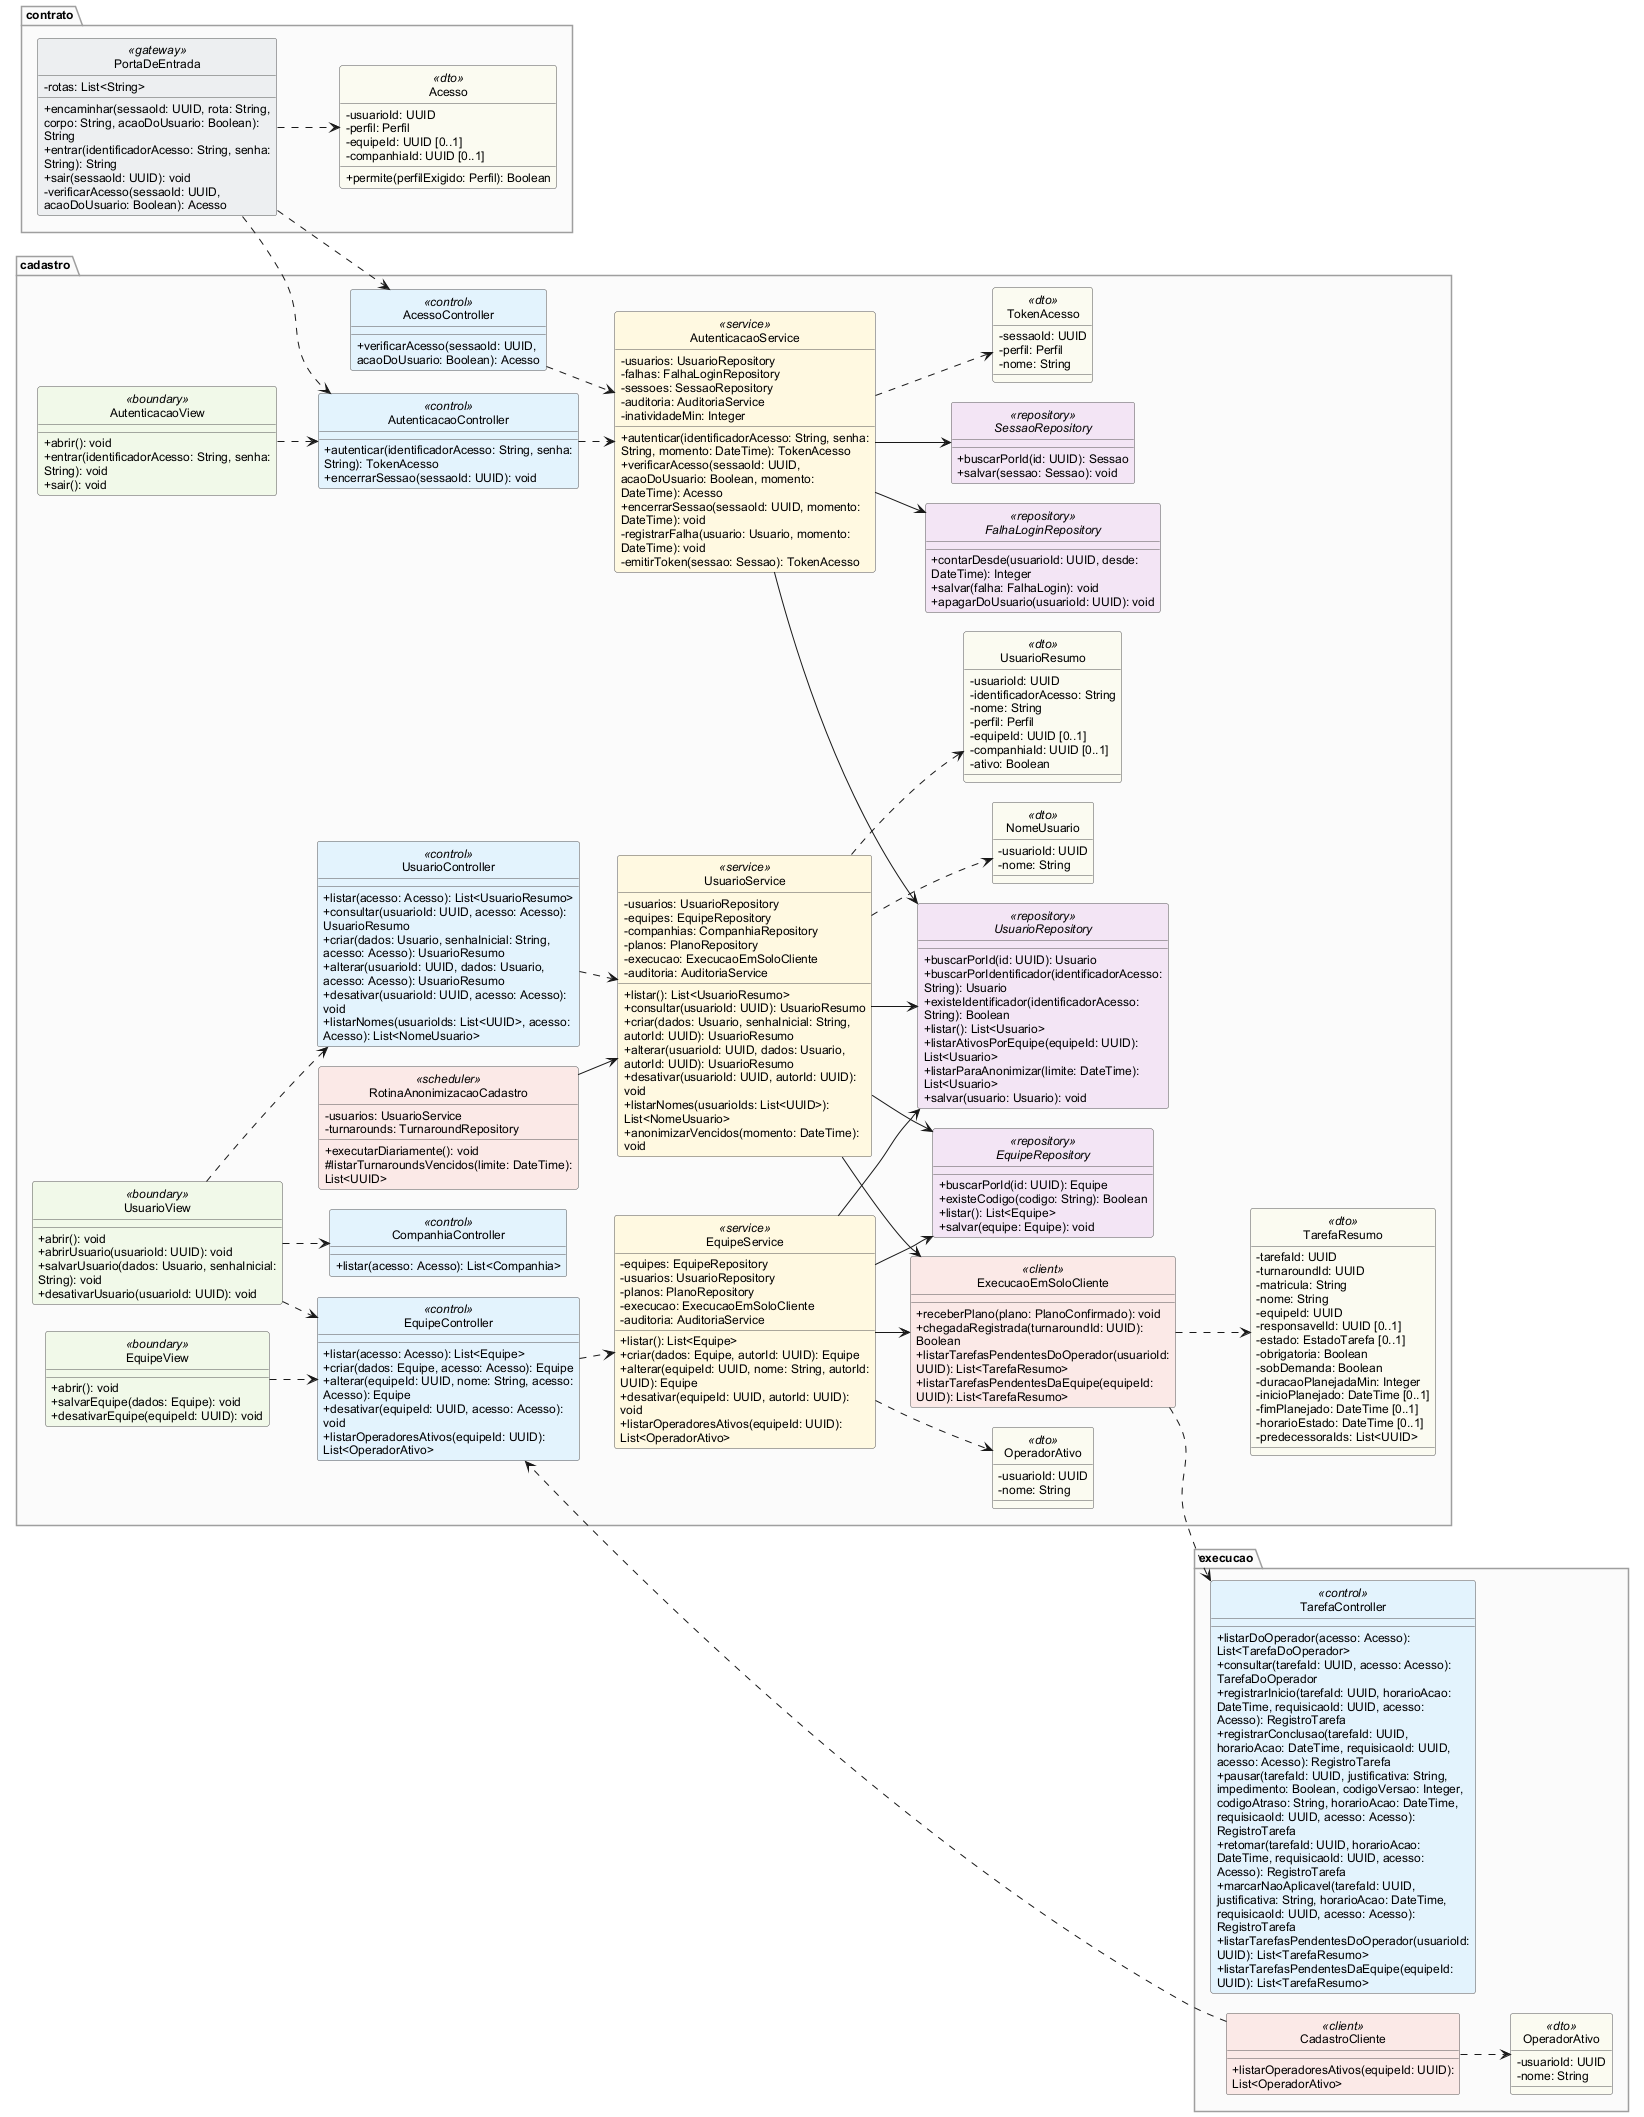 contrato
«gateway»
PortaDeEntrada
-rotas: List<String>
+encaminhar(sessaoId: UUID, rota: String,
corpo: String, acaoDoUsuario: Boolean):
String
+entrar(identificadorAcesso: String, senha:
String): String
+sair(sessaoId: UUID): void
-verificarAcesso(sessaoId: UUID,
acaoDoUsuario: Boolean): Acesso
«dto»
Acesso
-usuarioId: UUID
-perfil: Perfil
-equipeId: UUID [0..1]
-companhiaId: UUID [0..1]
+permite(perfilExigido: Perfil): Boolean
cadastro
«control»
AcessoController
+verificarAcesso(sessaoId: UUID,
acaoDoUsuario: Boolean): Acesso
«boundary»
AutenticacaoView
+abrir(): void
+entrar(identificadorAcesso: String, senha:
String): void
+sair(): void
«control»
AutenticacaoController
+autenticar(identificadorAcesso: String, senha:
String): TokenAcesso
+encerrarSessao(sessaoId: UUID): void
«service»
AutenticacaoService
-usuarios: UsuarioRepository
-falhas: FalhaLoginRepository
-sessoes: SessaoRepository
-auditoria: AuditoriaService
-inatividadeMin: Integer
+autenticar(identificadorAcesso: String, senha:
String, momento: DateTime): TokenAcesso
+verificarAcesso(sessaoId: UUID,
acaoDoUsuario: Boolean, momento:
DateTime): Acesso
+encerrarSessao(sessaoId: UUID, momento:
DateTime): void
-registrarFalha(usuario: Usuario, momento:
DateTime): void
-emitirToken(sessao: Sessao): TokenAcesso
«dto»
TokenAcesso
-sessaoId: UUID
-perfil: Perfil
-nome: String
«repository»
SessaoRepository
+buscarPorId(id: UUID): Sessao
+salvar(sessao: Sessao): void
«repository»
FalhaLoginRepository
+contarDesde(usuarioId: UUID, desde:
DateTime): Integer
+salvar(falha: FalhaLogin): void
+apagarDoUsuario(usuarioId: UUID): void
«dto»
UsuarioResumo
-usuarioId: UUID
-identificadorAcesso: String
-nome: String
-perfil: Perfil
-equipeId: UUID [0..1]
-companhiaId: UUID [0..1]
-ativo: Boolean
«dto»
NomeUsuario
-usuarioId: UUID
-nome: String
«control»
UsuarioController
+listar(acesso: Acesso): List<UsuarioResumo>
+consultar(usuarioId: UUID, acesso: Acesso):
UsuarioResumo
+criar(dados: Usuario, senhaInicial: String,
acesso: Acesso): UsuarioResumo
+alterar(usuarioId: UUID, dados: Usuario,
acesso: Acesso): UsuarioResumo
+desativar(usuarioId: UUID, acesso: Acesso):
void
+listarNomes(usuarioIds: List<UUID>, acesso:
Acesso): List<NomeUsuario>
«service»
UsuarioService
-usuarios: UsuarioRepository
-equipes: EquipeRepository
-companhias: CompanhiaRepository
-planos: PlanoRepository
-execucao: ExecucaoEmSoloCliente
-auditoria: AuditoriaService
+listar(): List<UsuarioResumo>
+consultar(usuarioId: UUID): UsuarioResumo
+criar(dados: Usuario, senhaInicial: String,
autorId: UUID): UsuarioResumo
+alterar(usuarioId: UUID, dados: Usuario,
autorId: UUID): UsuarioResumo
+desativar(usuarioId: UUID, autorId: UUID):
void
+listarNomes(usuarioIds: List<UUID>):
List<NomeUsuario>
+anonimizarVencidos(momento: DateTime):
void
«repository»
UsuarioRepository
+buscarPorId(id: UUID): Usuario
+buscarPorIdentificador(identificadorAcesso:
String): Usuario
+existeIdentificador(identificadorAcesso:
String): Boolean
+listar(): List<Usuario>
+listarAtivosPorEquipe(equipeId: UUID):
List<Usuario>
+listarParaAnonimizar(limite: DateTime):
List<Usuario>
+salvar(usuario: Usuario): void
«scheduler»
RotinaAnonimizacaoCadastro
-usuarios: UsuarioService
-turnarounds: TurnaroundRepository
+executarDiariamente(): void
#listarTurnaroundsVencidos(limite: DateTime):
List<UUID>
«repository»
EquipeRepository
+buscarPorId(id: UUID): Equipe
+existeCodigo(codigo: String): Boolean
+listar(): List<Equipe>
+salvar(equipe: Equipe): void
«boundary»
UsuarioView
+abrir(): void
+abrirUsuario(usuarioId: UUID): void
+salvarUsuario(dados: Usuario, senhaInicial:
String): void
+desativarUsuario(usuarioId: UUID): void
«control»
CompanhiaController
+listar(acesso: Acesso): List<Companhia>
«boundary»
EquipeView
+abrir(): void
+salvarEquipe(dados: Equipe): void
+desativarEquipe(equipeId: UUID): void
«control»
EquipeController
+listar(acesso: Acesso): List<Equipe>
+criar(dados: Equipe, acesso: Acesso): Equipe
+alterar(equipeId: UUID, nome: String, acesso:
Acesso): Equipe
+desativar(equipeId: UUID, acesso: Acesso):
void
+listarOperadoresAtivos(equipeId: UUID):
List<OperadorAtivo>
«service»
EquipeService
-equipes: EquipeRepository
-usuarios: UsuarioRepository
-planos: PlanoRepository
-execucao: ExecucaoEmSoloCliente
-auditoria: AuditoriaService
+listar(): List<Equipe>
+criar(dados: Equipe, autorId: UUID): Equipe
+alterar(equipeId: UUID, nome: String, autorId:
UUID): Equipe
+desativar(equipeId: UUID, autorId: UUID):
void
+listarOperadoresAtivos(equipeId: UUID):
List<OperadorAtivo>
«client»
ExecucaoEmSoloCliente
+receberPlano(plano: PlanoConfirmado): void
+chegadaRegistrada(turnaroundId: UUID):
Boolean
+listarTarefasPendentesDoOperador(usuarioId:
UUID): List<TarefaResumo>
+listarTarefasPendentesDaEquipe(equipeId:
UUID): List<TarefaResumo>
«dto»
OperadorAtivo
-usuarioId: UUID
-nome: String
«dto»
TarefaResumo
-tarefaId: UUID
-turnaroundId: UUID
-matricula: String
-nome: String
-equipeId: UUID
-responsavelId: UUID [0..1]
-estado: EstadoTarefa [0..1]
-obrigatoria: Boolean
-sobDemanda: Boolean
-duracaoPlanejadaMin: Integer
-inicioPlanejado: DateTime [0..1]
-fimPlanejado: DateTime [0..1]
-horarioEstado: DateTime [0..1]
-predecessoraIds: List<UUID>
execucao
«control»
TarefaController
+listarDoOperador(acesso: Acesso):
List<TarefaDoOperador>
+consultar(tarefaId: UUID, acesso: Acesso):
TarefaDoOperador
+registrarInicio(tarefaId: UUID, horarioAcao:
DateTime, requisicaoId: UUID, acesso:
Acesso): RegistroTarefa
+registrarConclusao(tarefaId: UUID,
horarioAcao: DateTime, requisicaoId: UUID,
acesso: Acesso): RegistroTarefa
+pausar(tarefaId: UUID, justificativa: String,
impedimento: Boolean, codigoVersao: Integer,
codigoAtraso: String, horarioAcao: DateTime,
requisicaoId: UUID, acesso: Acesso):
RegistroTarefa
+retomar(tarefaId: UUID, horarioAcao:
DateTime, requisicaoId: UUID, acesso:
Acesso): RegistroTarefa
+marcarNaoAplicavel(tarefaId: UUID,
justificativa: String, horarioAcao: DateTime,
requisicaoId: UUID, acesso: Acesso):
RegistroTarefa
+listarTarefasPendentesDoOperador(usuarioId:
UUID): List<TarefaResumo>
+listarTarefasPendentesDaEquipe(equipeId:
UUID): List<TarefaResumo>
«client»
CadastroCliente
+listarOperadoresAtivos(equipeId: UUID):
List<OperadorAtivo>
«dto»
OperadorAtivo
-usuarioId: UUID
-nome: String